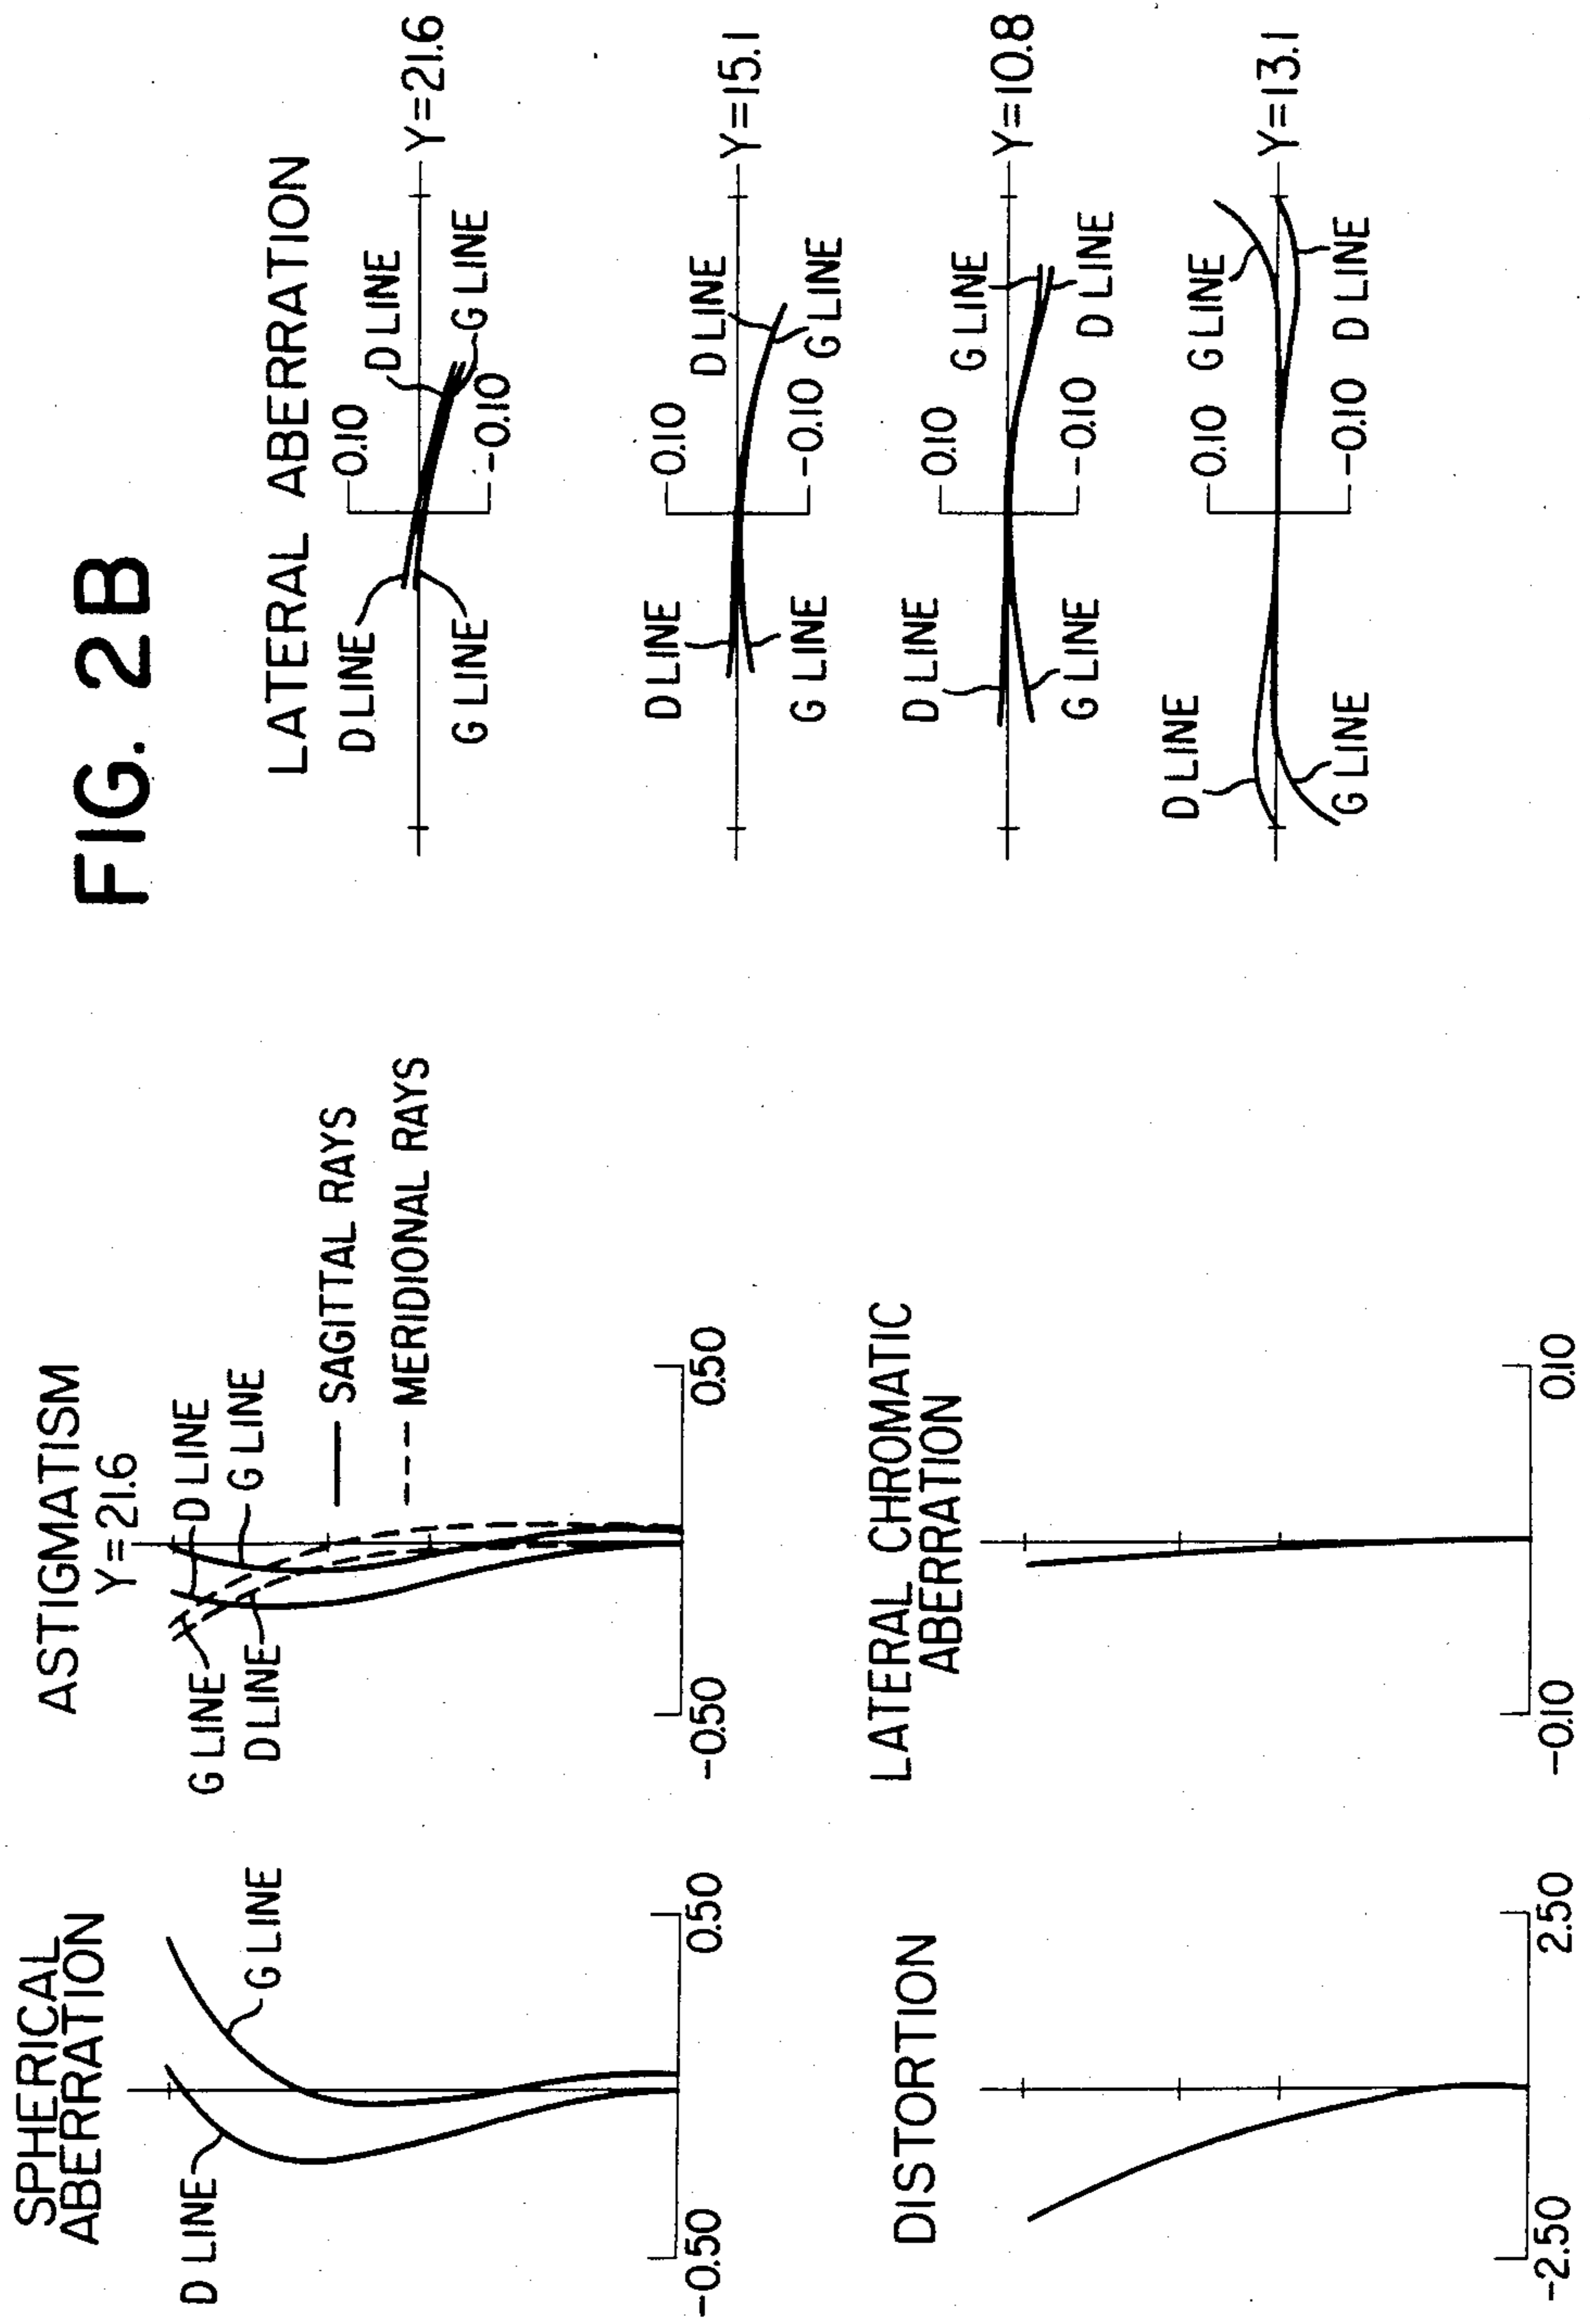 FIG. 2B
SPHERICAL
ABERRATION
D LINE
G LINE
-0.50
0.50
ASTIGMATISM
Y=21.6
D LINE
G LINE
G LINE
D LINE
SAGITTAL RAYS
MERIDIONAL RAYS
-0.50
0.50
DISTORTION
-2.50
2.50
LATERAL CHROMATIC
ABERRATION
-0.10
0.10
LATERAL ABERRATION
D LINE
0.10
D LINE
Y=21.6
G LINE
-0.10
G LINE
D LINE
0.10
D LINE
Y=15.1
G LINE
-0.10
G LINE
D LINE
0.10
G LINE
Y=10.8
G LINE
-0.10
D LINE
D LINE
0.10
G LINE
Y=13.1
G LINE
-0.10
D LINE